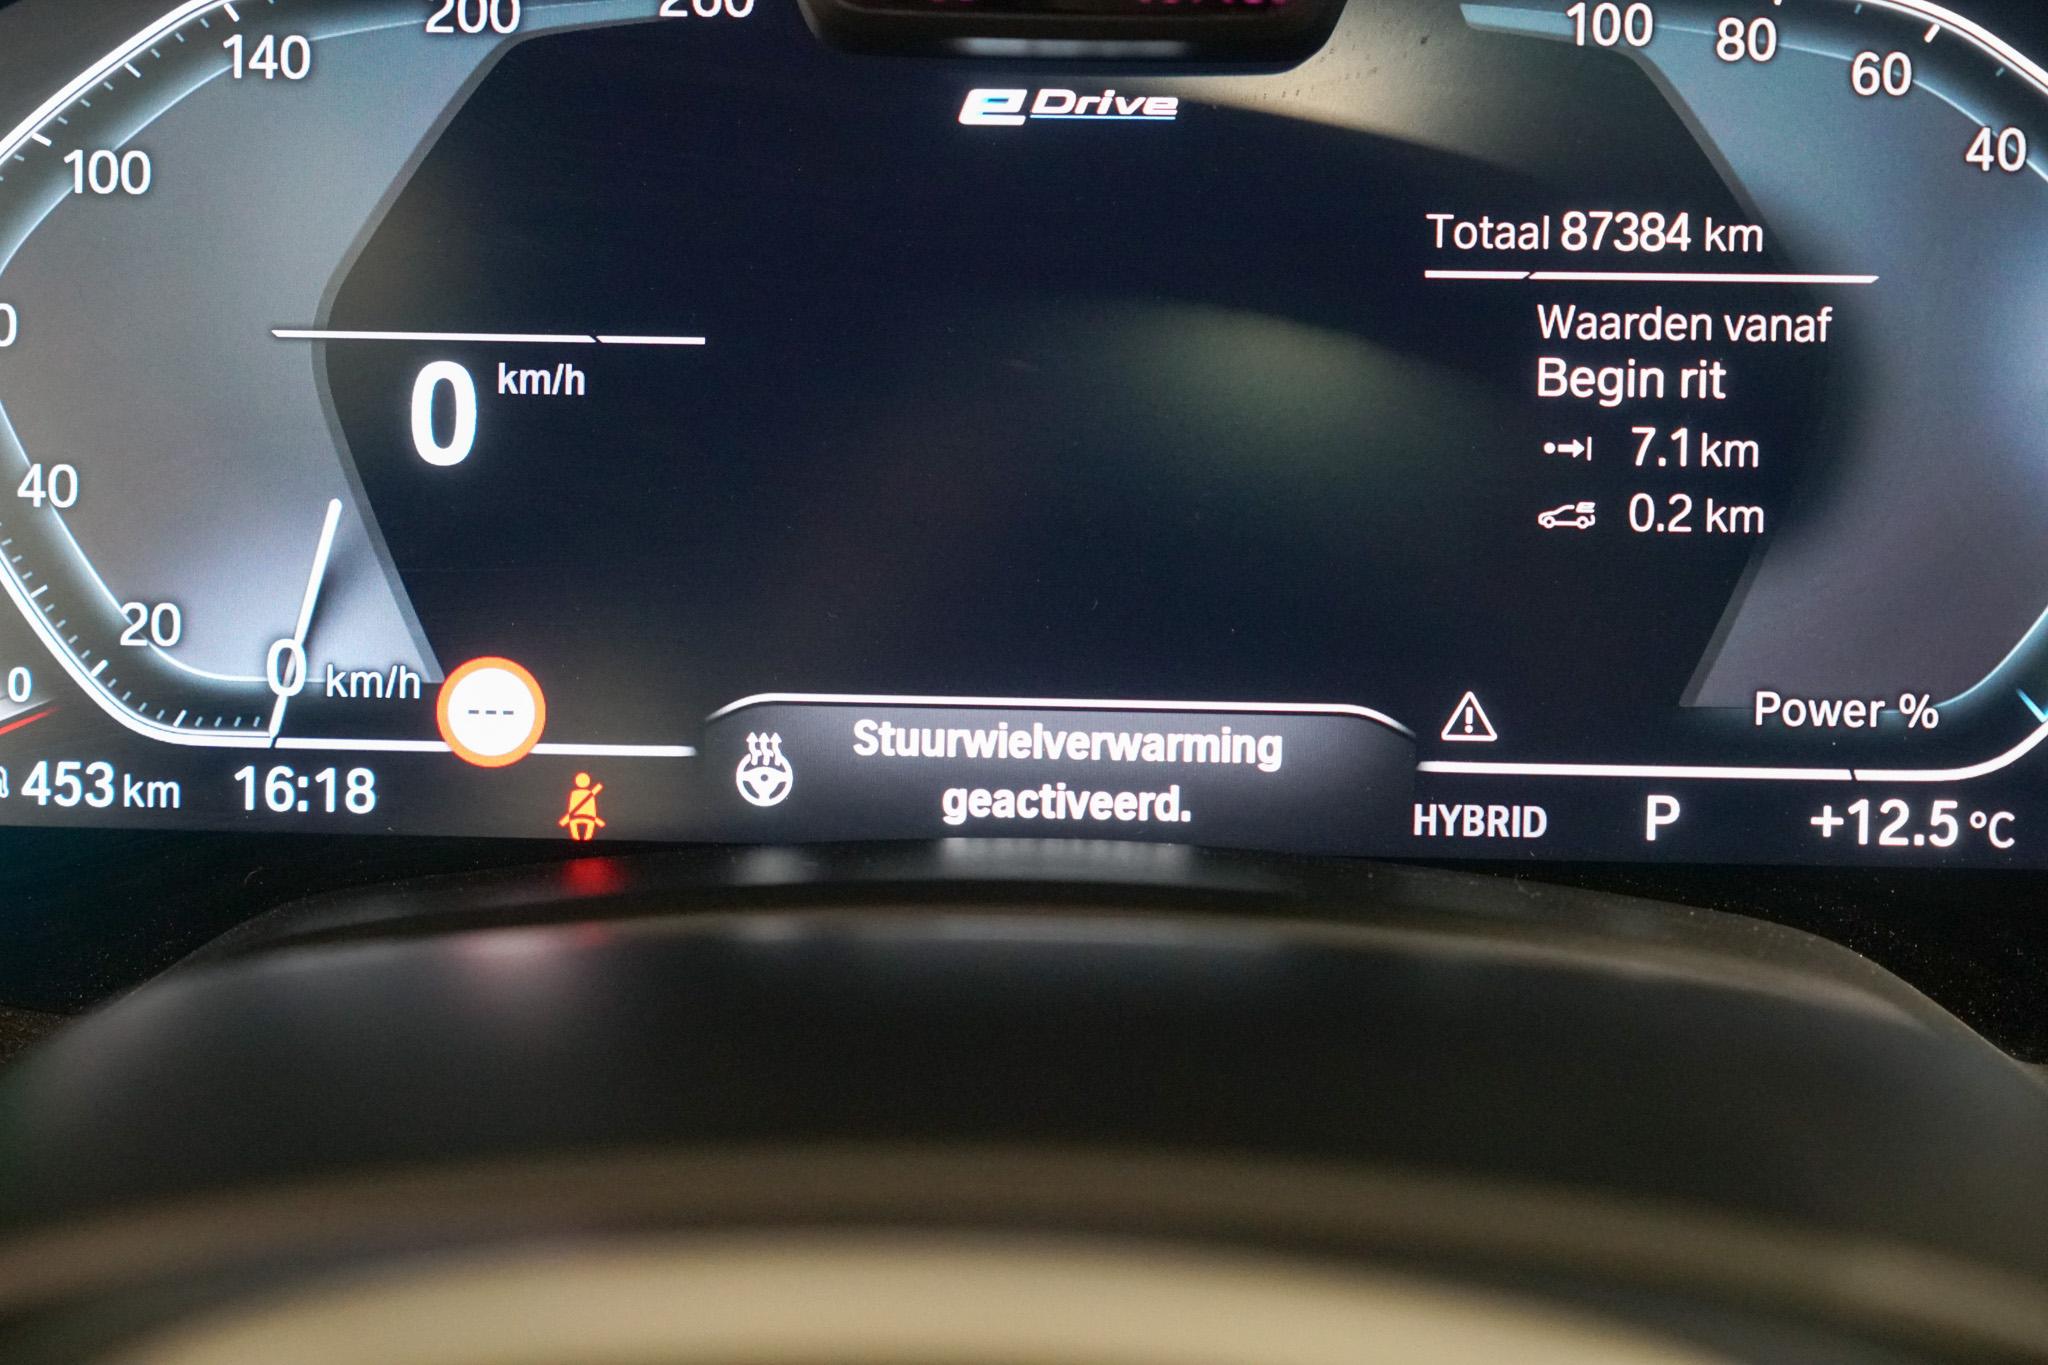 200
140
100
40
20
0 km/h
0
0 km/h
453 km
16:18
---
eDrive
Stuurwielverwarming
geactiveerd.
100
80
60
40
Totaal 87384 km
Waarden vanaf
Begin rit
7.1 km
0.2 km
Power %
HYBRID
P
+12.5 °C